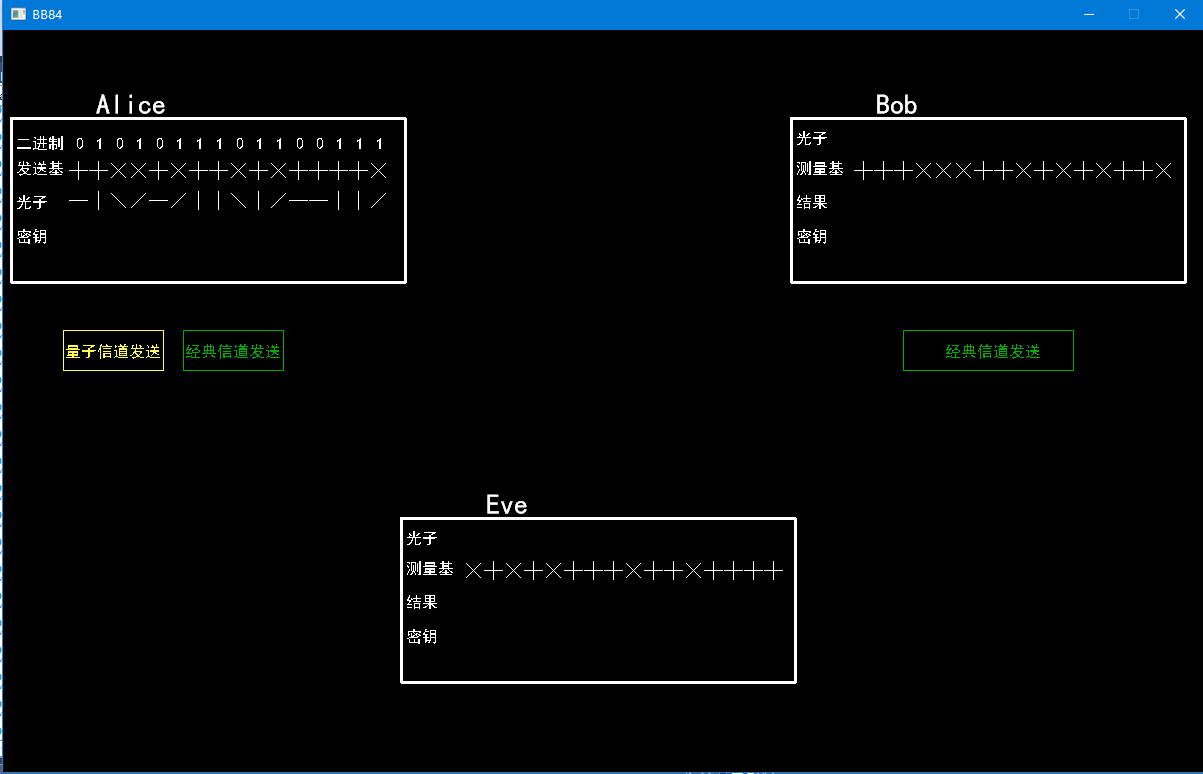 BB84
Alice
二进制 0 1 0 1 0 1 1 1 0 1 1 0 0 1 1 1
发送基 ++××+×++×+×++++×
光子 —|\/—/||\|/——||/
密钥
量子信道发送 经典信道发送
Bob
光子
测量基 +++×××++×+×+×++×
结果
密钥
经典信道发送
Eve
光子
测量基 ×+×+×+++×++×++++
结果
密钥